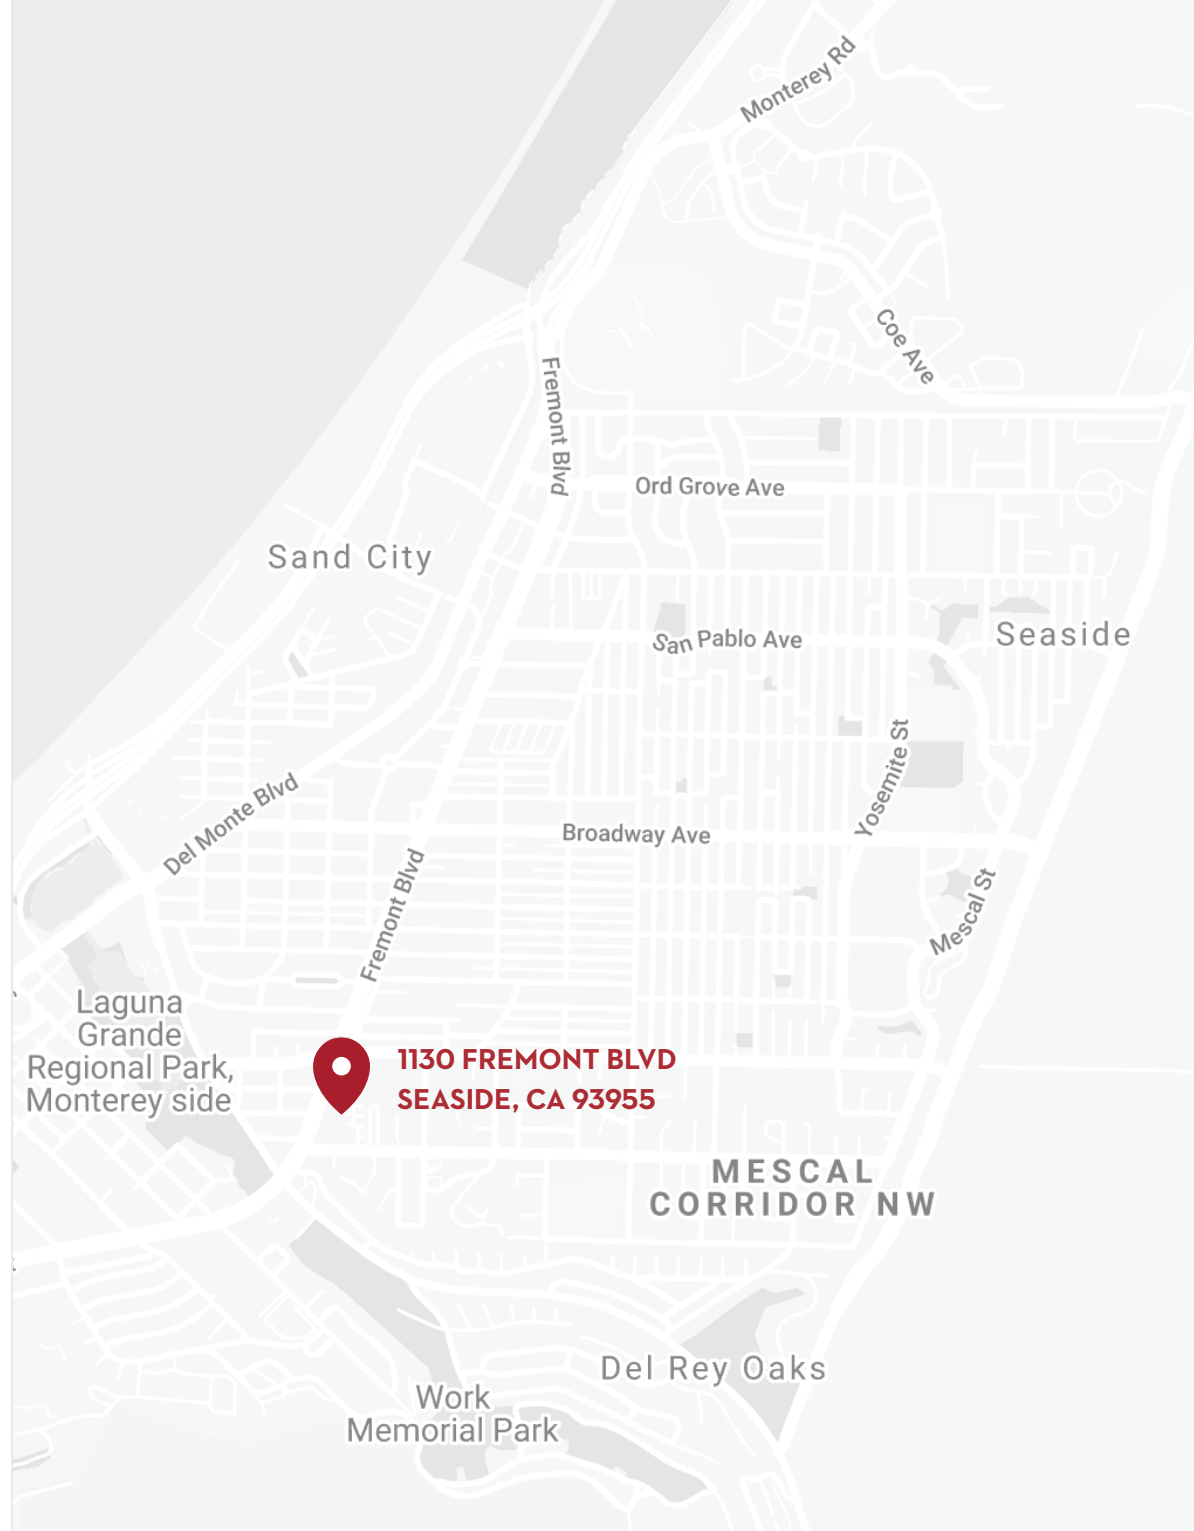 Monterey Rd
Coe Ave
Fremont Blvd
Ord Grove Ave
Sand City
San Pablo Ave
Seaside
Yosemite St
Del Monte Blvd
Broadway Ave
Fremont Blvd
Mescal St
Laguna
Grande
Regional Park,
Monterey side
1130 FREMONT BLVD
SEASIDE, CA 93955
MESCAL
CORRIDOR NW
Del Rey Oaks
Work
Memorial Park